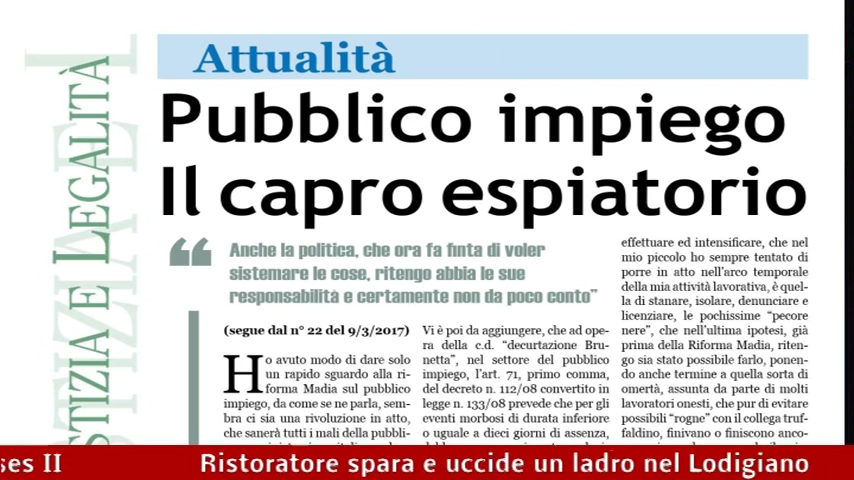 GIUSTIZIA E LEGALITÀ
Attualità
Pubblico impiego
Il capro espiatorio
“ Anche la politica, che ora fa finta di voler
sistemare le cose, ritengo abbia le sue
responsabilità e certamente non da poco conto”
(segue dal n° 22 del 9/3/2017)
Ho avuto modo di dare solo
un rapido sguardo alla ri-
forma Madia sul pubblico
impiego, da come se ne parla, sem-
bra ci sia una rivoluzione in atto,
che sanerà tutti i mali della pubbli-
Vi è poi da aggiungere, che ad ope-
ra della c.d. “decurtazione Bru-
netta”, nel settore del pubblico
impiego, l’art. 71, primo comma,
del decreto n. 112/08 convertito in
legge n. 133/08 prevede che per gli
eventi morbosi di durata inferiore
o uguale a dieci giorni di assenza,
effettuare ed intensificare, che nel
mio piccolo ho sempre tentato di
porre in atto nell’arco temporale
della mia attività lavorativa, è quel-
la di stanare, isolare, denunciare e
licenziare, le pochissime “pecore
nere”, che nell’ultima ipotesi, già
prima della Riforma Madia, riten-
go sia stato possibile farlo, ponen-
do anche termine a quella sorta di
omertà, assunta da parte di molti
lavoratori onesti, che pur di evitare
possibili “rogne” con il collega truf-
faldino, finivano o finiscono anco-
ses II
Ristoratore spara e uccide un ladro nel Lodigiano